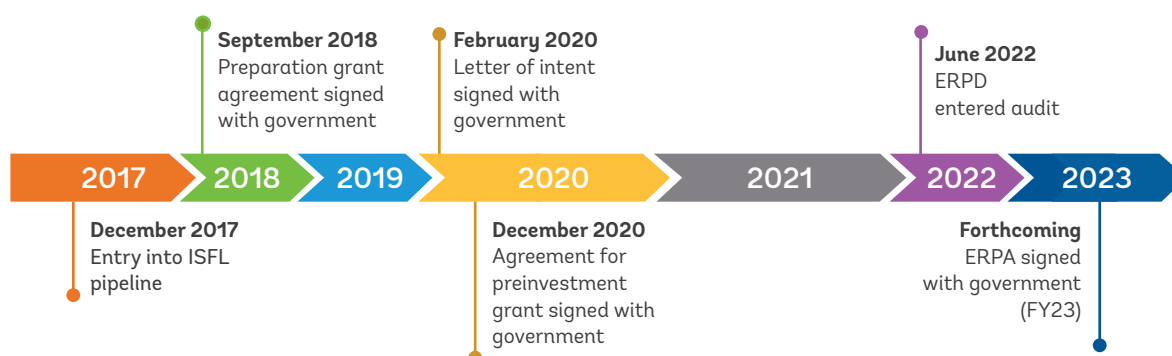 September 2018
Preparation grant
agreement signed
with government
February 2020
Letter of intent
signed with
government
June 2022
ERPD
entered audit
2017
2018
2019
2020
2021
2022
2023
December 2017
Entry into ISFL
pipeline
December 2020
Agreement for
preinvestment
grant signed with
government
Forthcoming
ERPA signed
with government
(FY23)